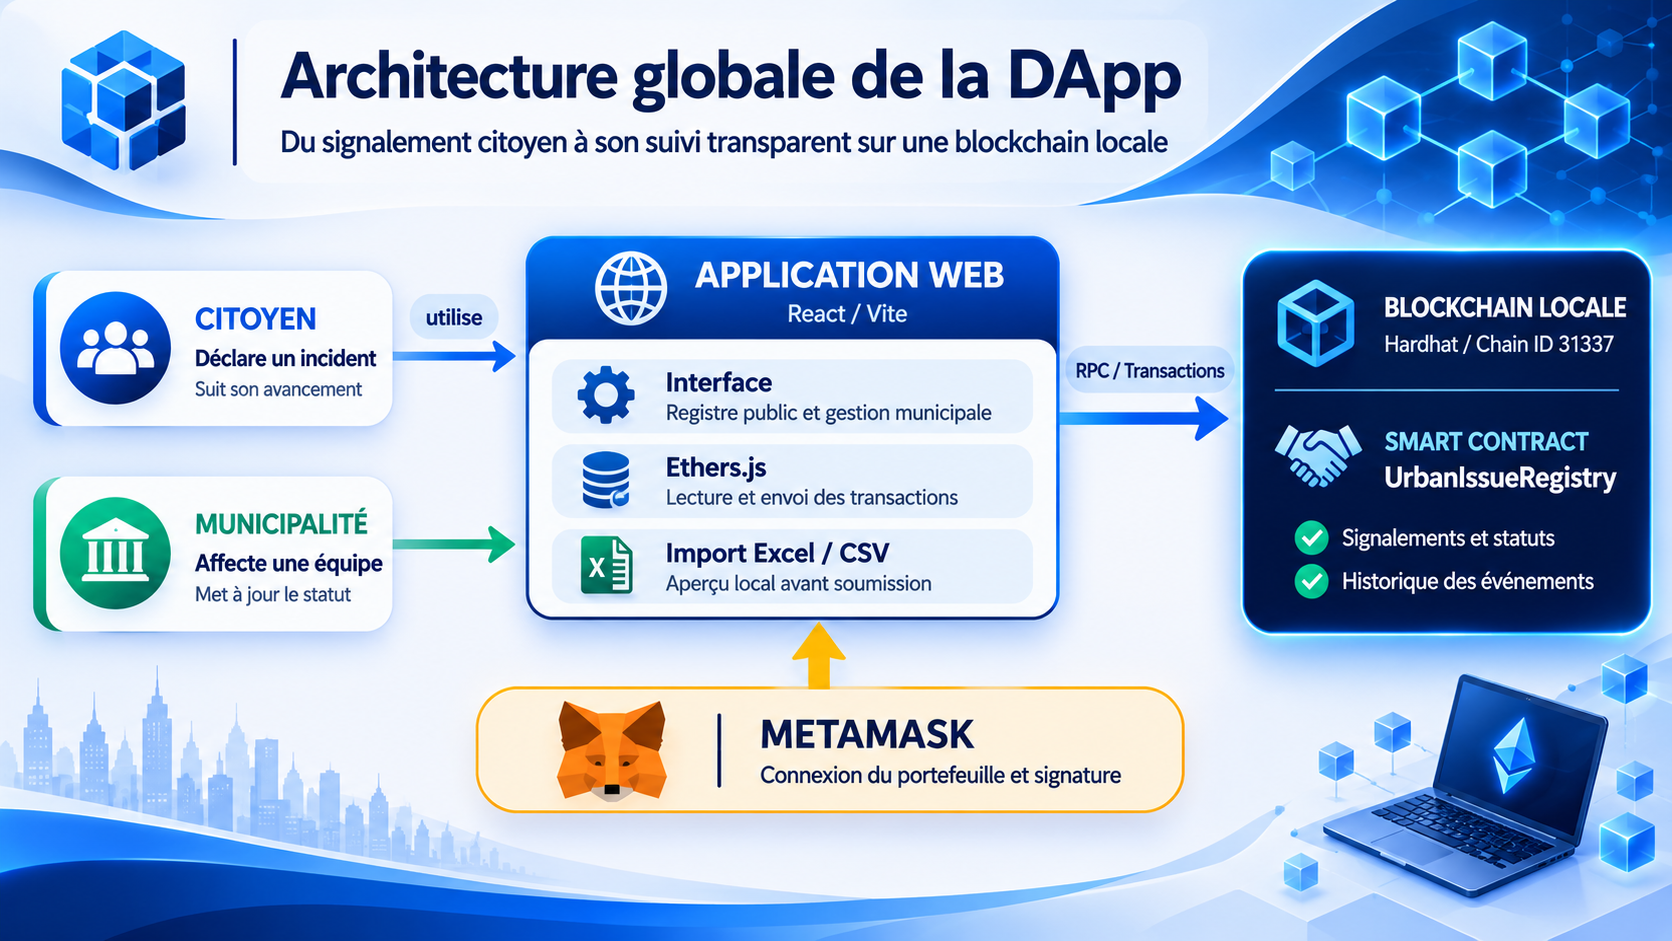 Architecture globale de la DApp
Du signalement citoyen à son suivi transparent sur une blockchain locale
CITOYEN
Déclare un incident
Suit son avancement
utilise
MUNICIPALITÉ
Affecte une équipe
Met à jour le statut
APPLICATION WEB
React / Vite
Interface
Registre public et gestion municipale
Ethers.js
Lecture et envoi des transactions
X
Import Excel / CSV
Aperçu local avant soumission
RPC / Transactions
BLOCKCHAIN LOCALE
Hardhat / Chain ID 31337
SMART CONTRACT
UrbanIssueRegistry
Signalements et statuts
Historique des événements
METAMASK
Connexion du portefeuille et signature